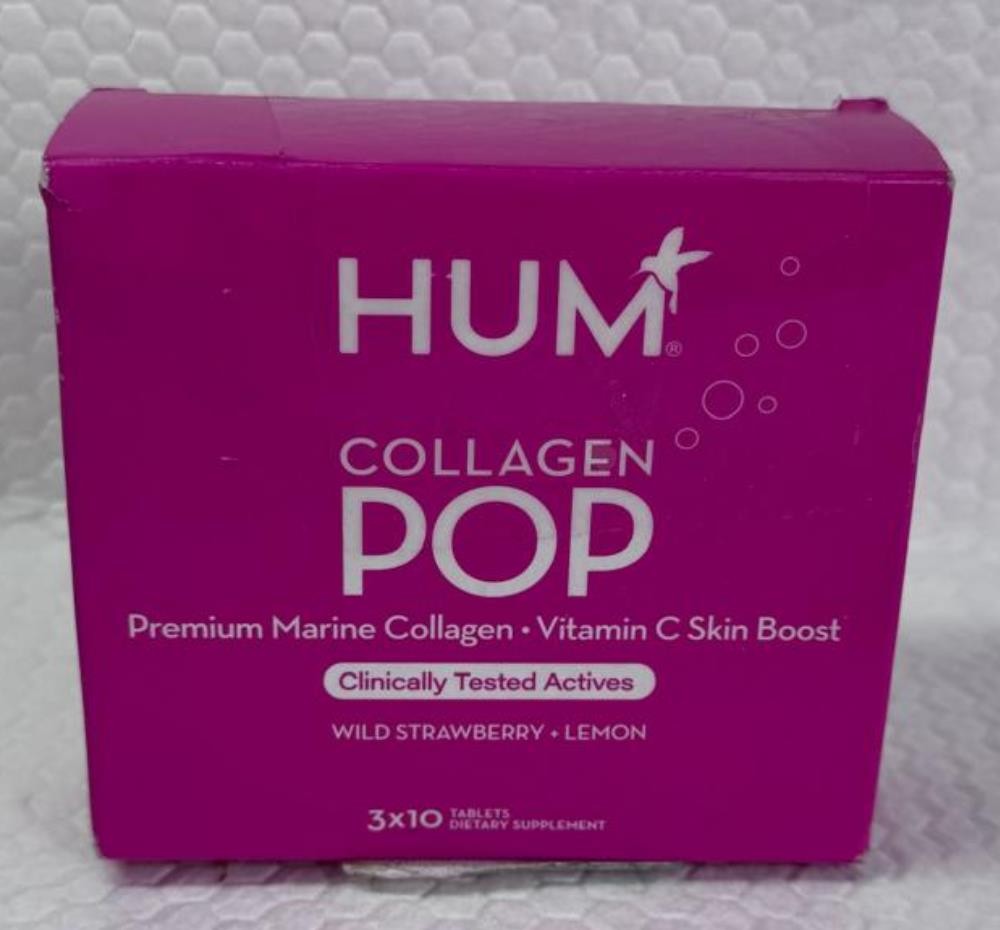 HUM®
COLLAGEN
POP
Premium Marine Collagen • Vitamin C Skin Boost
Clinically Tested Actives
WILD STRAWBERRY + LEMON
3x10 TABLETS
DIETARY SUPPLEMENT